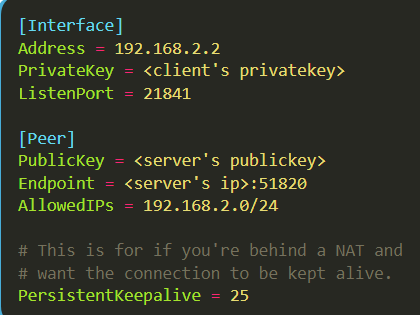 [Interface]
Address = 192.168.2.2
PrivateKey = <client's privatekey>
ListenPort = 21841
[Peer]
PublicKey = <server's publickey>
Endpoint = <server's ip>:51820
AllowedIPs = 192.168.2.0/24
# This is for if you're behind a NAT and
# want the connection to be kept alive.
PersistentKeepalive = 25